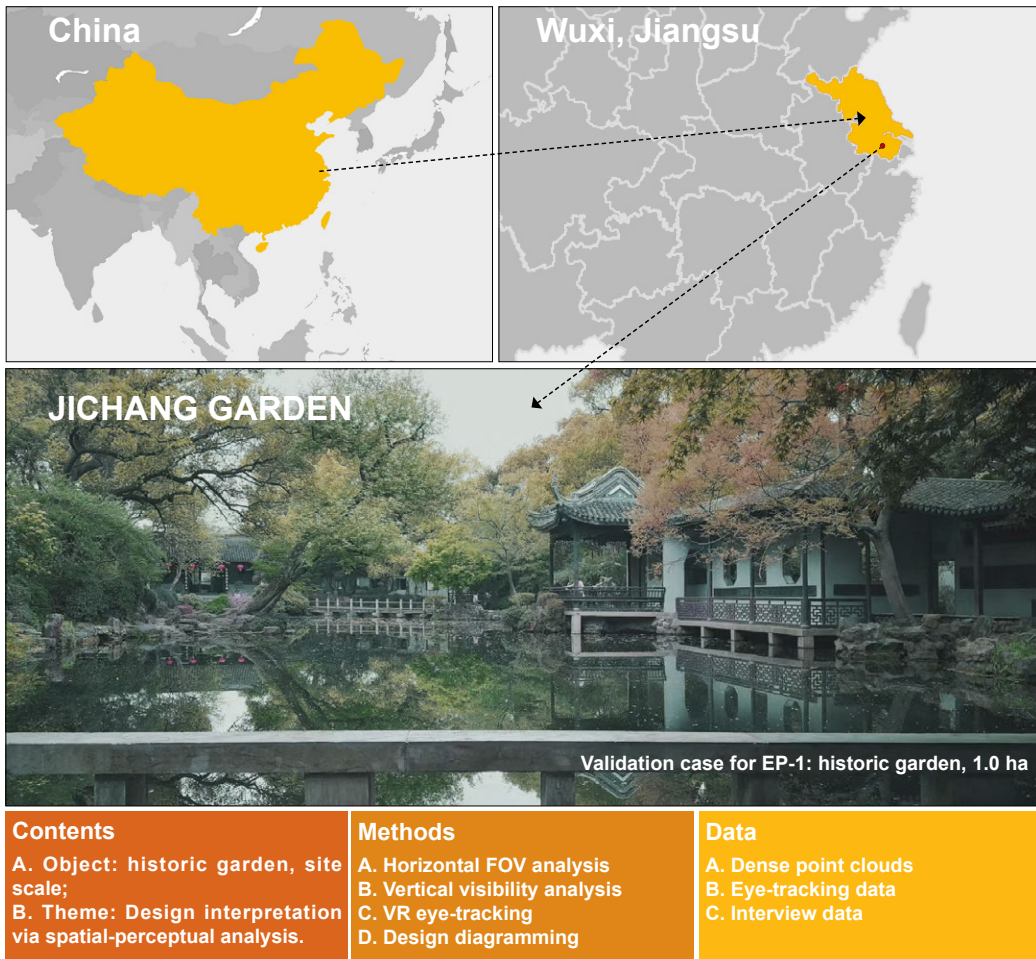 China
Wuxi, Jiangsu
JICHANG GARDEN
Validation case for EP-1: historic garden, 1.0 ha
Contents
A. Object: historic garden, site
scale;
B. Theme: Design interpretation
via spatial-perceptual analysis.
Methods
A. Horizontal FOV analysis
B. Vertical visibility analysis
C. VR eye-tracking
D. Design diagramming
Data
A. Dense point clouds
B. Eye-tracking data
C. Interview data